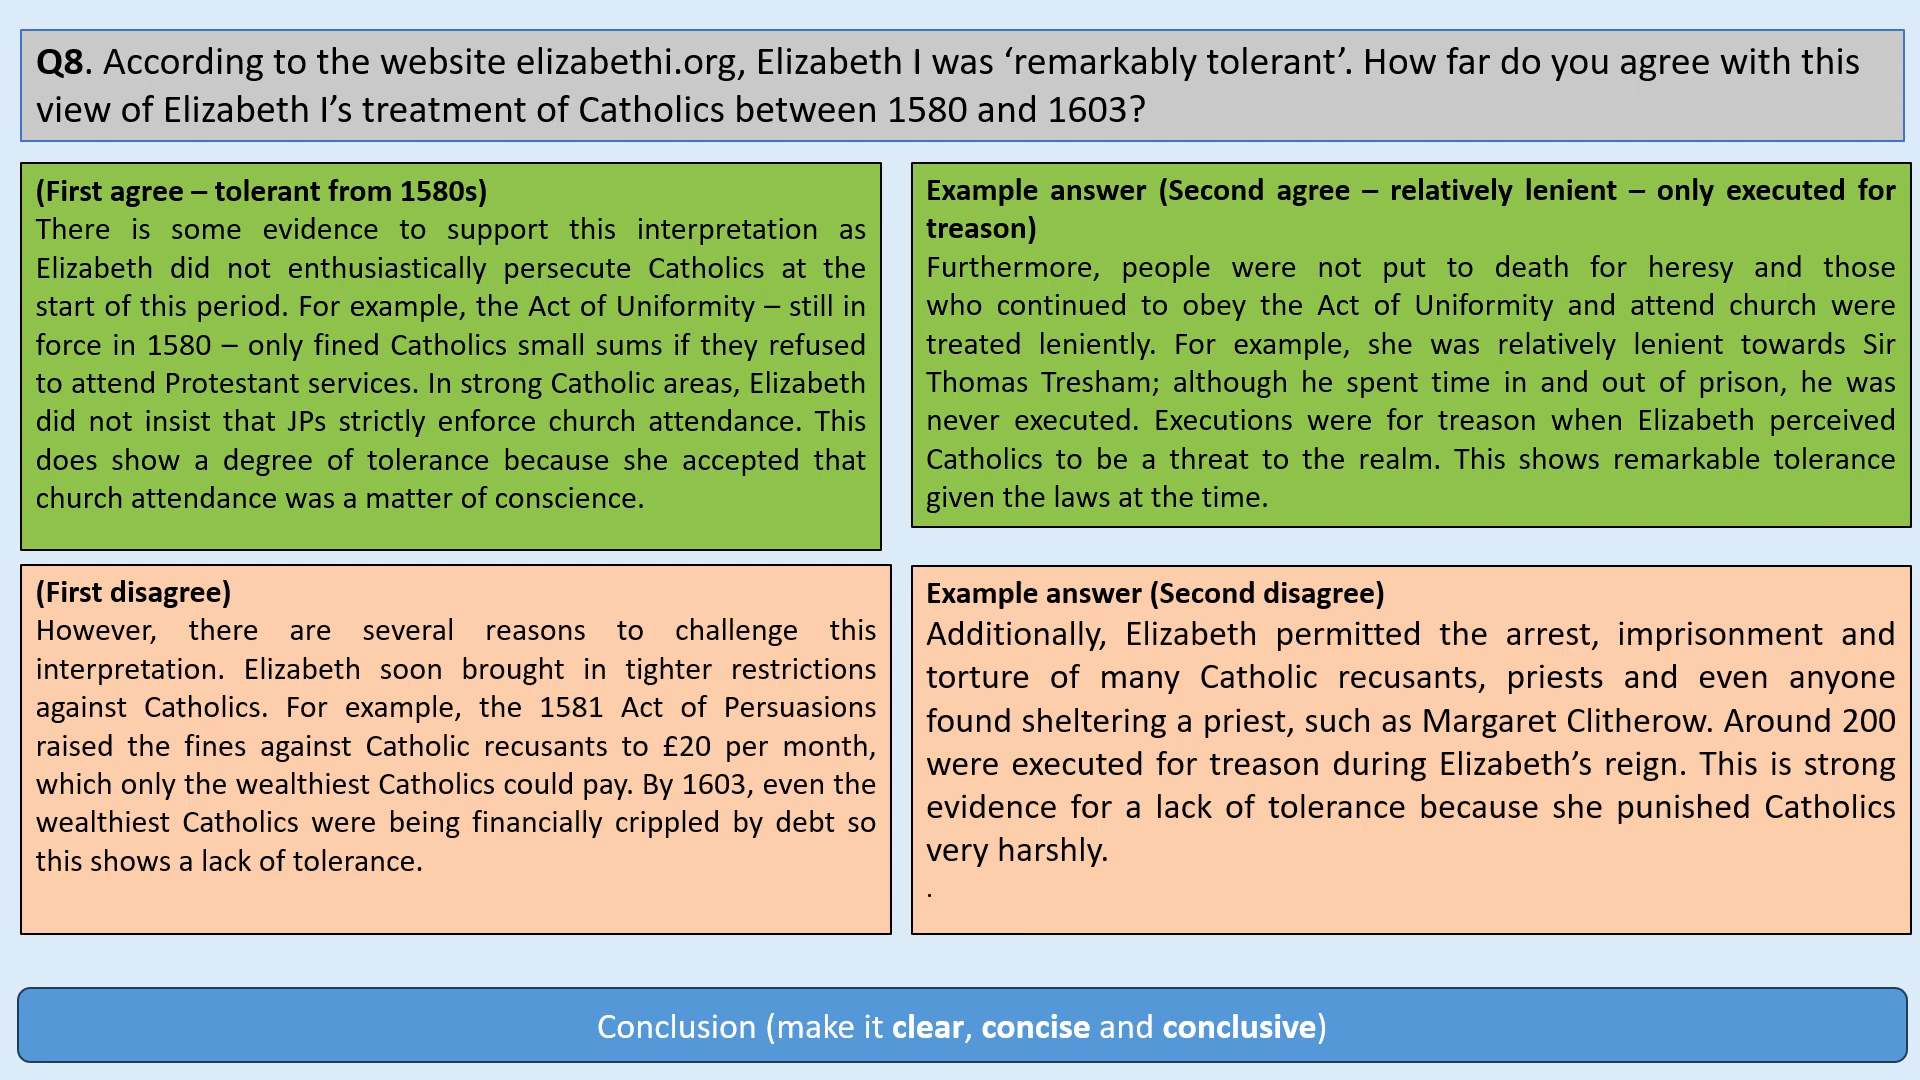 Q8. According to the website elizabethi.org, Elizabeth I was ‘remarkably tolerant’. How far do you agree with this
view of Elizabeth I’s treatment of Catholics between 1580 and 1603?
(First agree – tolerant from 1580s)
There is some evidence to support this interpretation as
Elizabeth did not enthusiastically persecute Catholics at the
start of this period. For example, the Act of Uniformity – still in
force in 1580 – only fined Catholics small sums if they refused
to attend Protestant services. In strong Catholic areas, Elizabeth
did not insist that JPs strictly enforce church attendance. This
does show a degree of tolerance because she accepted that
church attendance was a matter of conscience.
Example answer (Second agree – relatively lenient – only executed for
treason)
Furthermore, people were not put to death for heresy and those
who continued to obey the Act of Uniformity and attend church were
treated leniently. For example, she was relatively lenient towards Sir
Thomas Tresham; although he spent time in and out of prison, he was
never executed. Executions were for treason when Elizabeth perceived
Catholics to be a threat to the realm. This shows remarkable tolerance
given the laws at the time.
(First disagree)
However, there are several reasons to challenge this
interpretation. Elizabeth soon brought in tighter restrictions
against Catholics. For example, the 1581 Act of Persuasions
raised the fines against Catholic recusants to £20 per month,
which only the wealthiest Catholics could pay. By 1603, even the
wealthiest Catholics were being financially crippled by debt so
this shows a lack of tolerance.
Example answer (Second disagree)
Additionally, Elizabeth permitted the arrest, imprisonment and
torture of many Catholic recusants, priests and even anyone
found sheltering a priest, such as Margaret Clitherow. Around 200
were executed for treason during Elizabeth’s reign. This is strong
evidence for a lack of tolerance because she punished Catholics
very harshly.
.
Conclusion (make it clear, concise and conclusive)